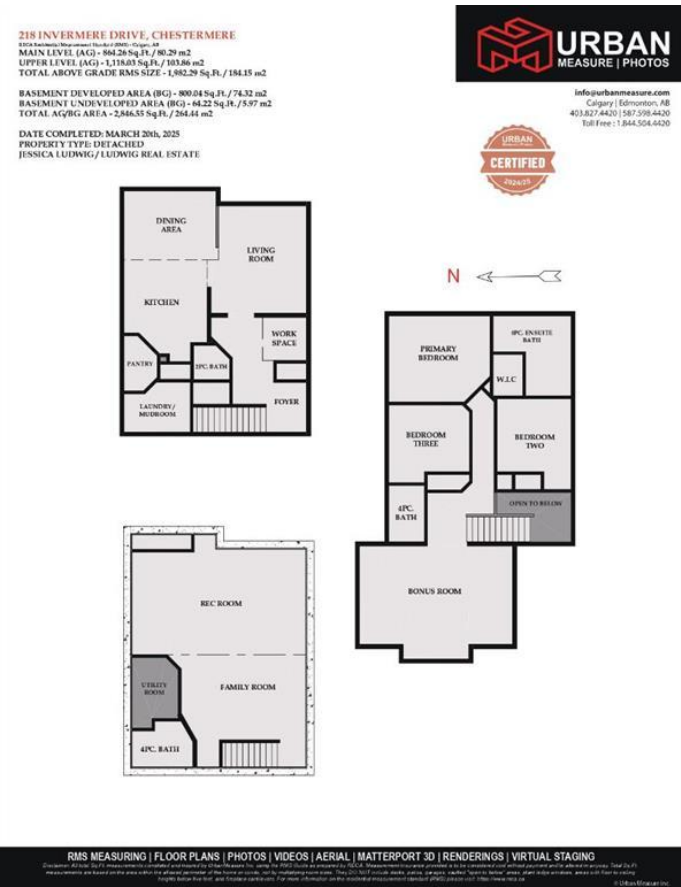 218 INVERMERE DRIVE, CHESTERMERE
RECA Residential Measurement Standard (RMS) - Calgary, AB
MAIN LEVEL (AG) - 864.26 Sq.Ft. / 80.29 m2
UPPER LEVEL (AG) - 1,118.03 Sq.Ft. / 103.86 m2
TOTAL ABOVE GRADE RMS SIZE - 1,982.29 Sq.Ft. / 184.15 m2
BASEMENT DEVELOPED AREA (BG) - 800.04 Sq.Ft. / 74.32 m2
BASEMENT UNDEVELOPED AREA (BG) - 64.22 Sq.Ft. / 5.97 m2
TOTAL AG/BG AREA - 2,846.55 Sq.Ft. / 264.44 m2
DATE COMPLETED: MARCH 20th, 2025
PROPERTY TYPE: DETACHED
JESSICA LUDWIG / LUDWIG REAL ESTATE
URBAN
MEASURE | PHOTOS
info@urbanmeasure.com
Calgary | Edmonton, AB
403.827.4420 | 587.598.4420
Toll Free : 1.844.504.4420
URBAN
CERTIFIED
2024/25
DINING
AREA
LIVING
ROOM
KITCHEN
WORK
SPACE
PANTRY
2PC. BATH
LAUNDRY/
MUDROOM
FOYER
N
PRIMARY
BEDROOM
W.I.C
BEDROOM
THREE
BEDROOM
TWO
4PC.
BATH
OPEN TO BELOW
BONUS ROOM
REC ROOM
UTILITY
ROOM
FAMILY ROOM
4PC. BATH
RMS MEASURING | FLOOR PLANS | PHOTOS | VIDEOS | AERIAL | MATTERPORT 3D | RENDERINGS | VIRTUAL STAGING
© Urban Measure Inc.